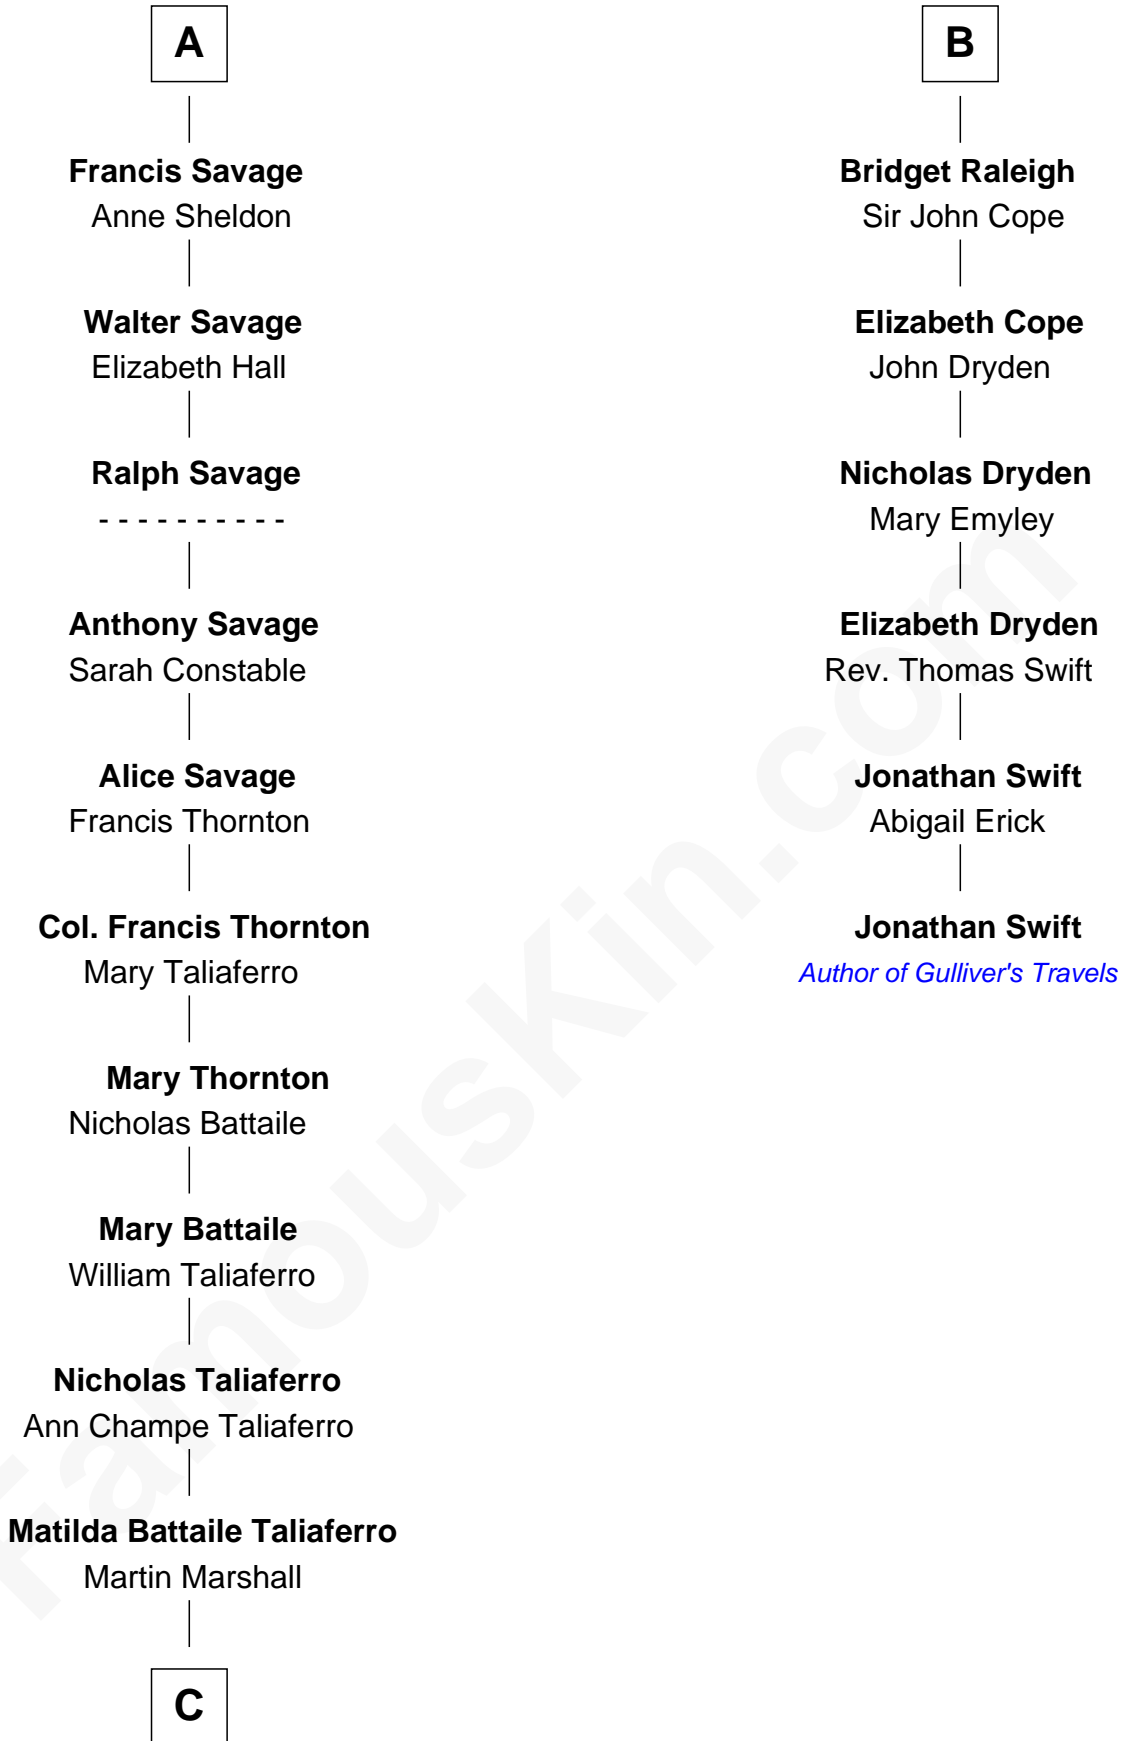 A
Francis Savage
Anne Sheldon
Walter Savage
Elizabeth Hall
Ralph Savage
- - - - - - - - - -
Anthony Savage
Sarah Constable
Alice Savage
Francis Thornton
Col. Francis Thornton
Mary Taliaferro
Mary Thornton
Nicholas Battaile
Mary Battaile
William Taliaferro
Nicholas Taliaferro
Ann Champe Taliaferro
Matilda Battaile Taliaferro
Martin Marshall
C
B
Bridget Raleigh
Sir John Cope
Elizabeth Cope
John Dryden
Nicholas Dryden
Mary Emyley
Elizabeth Dryden
Rev. Thomas Swift
Jonathan Swift
Abigail Erick
Jonathan Swift
Author of Gulliver's Travels
FamousKin.com